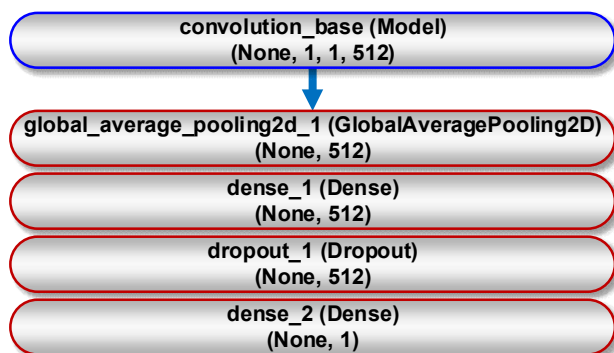 convolution_base (Model)
(None, 1, 1, 512)
global_average_pooling2d_1 (GlobalAveragePooling2D)
(None, 512)
dense_1 (Dense)
(None, 512)
dropout_1 (Dropout)
(None, 512)
dense_2 (Dense)
(None, 1)